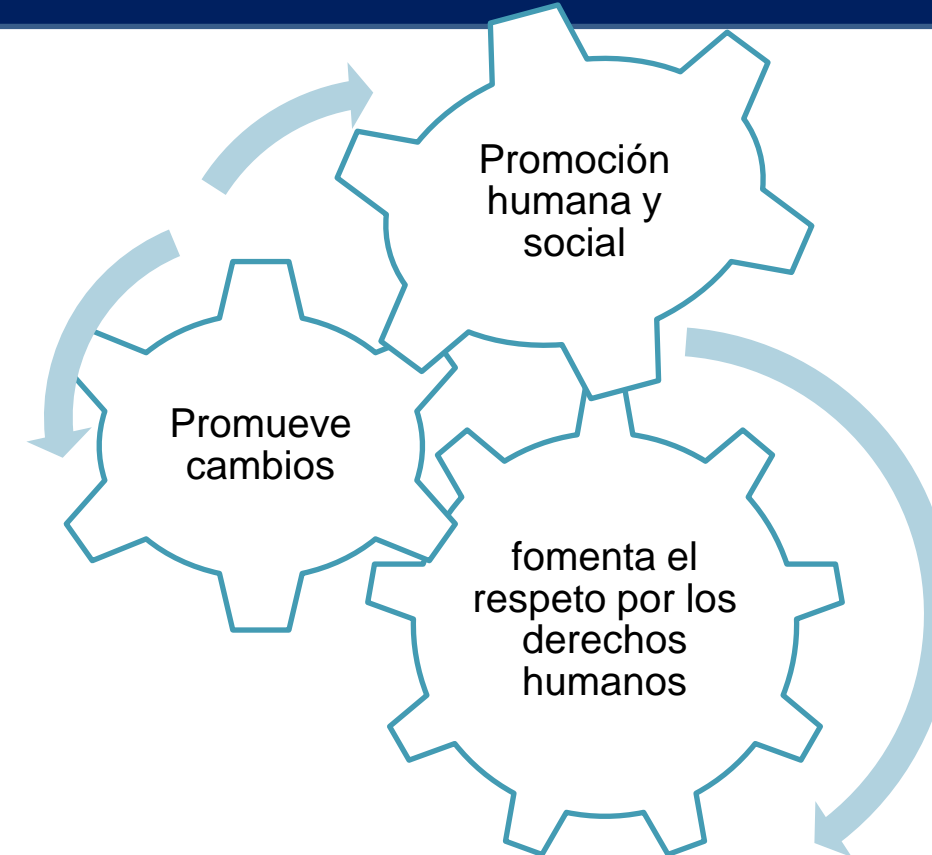 Promoción
humana y
social
Promueve
cambios
fomenta el
respeto por los
derechos
humanos